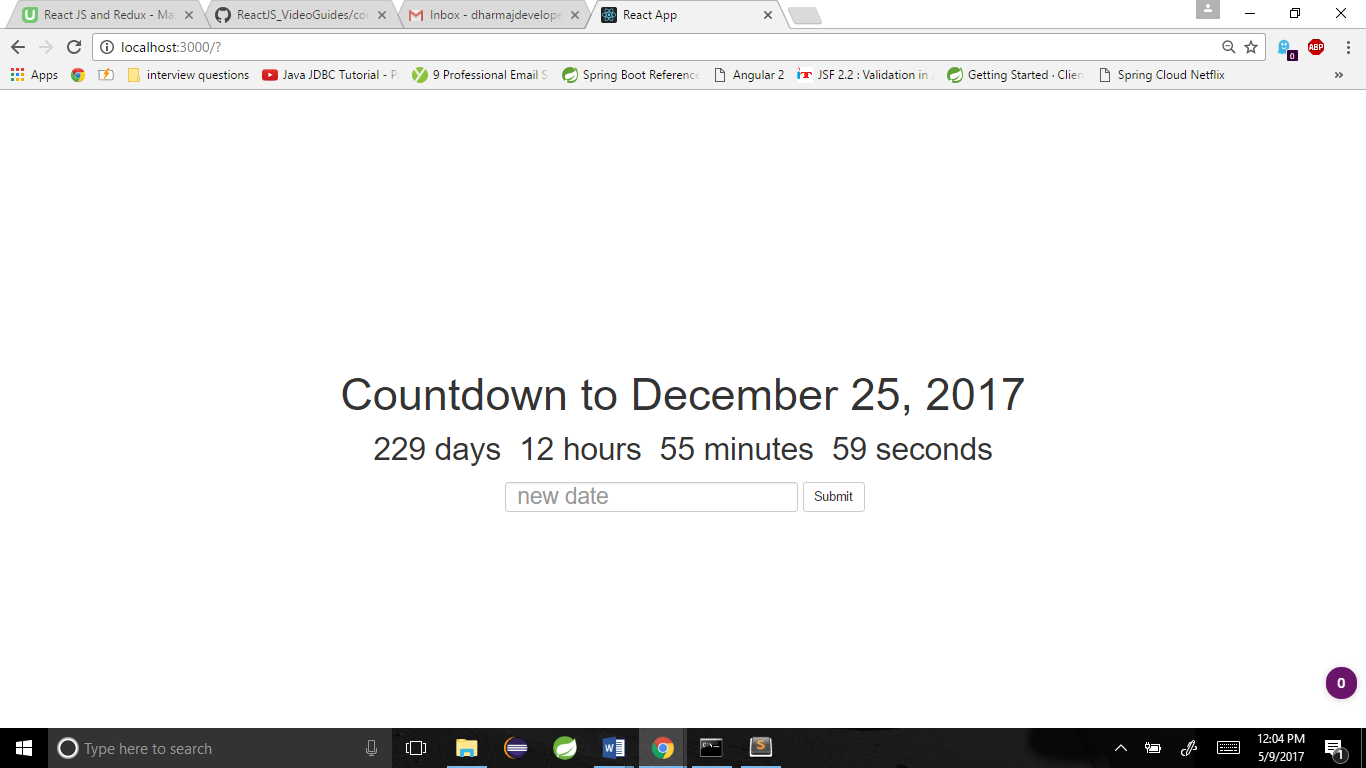 React JS and Redux - Ma
ReactJS_VideoGuides/co
Inbox - dharmajdevelope
React App
localhost:3000/?
ABP
0
Apps
interview questions
Java JDBC Tutorial - P
9 Professional Email S
Spring Boot Reference
Angular 2
JSF 2.2 : Validation in
Getting Started · Clien
Spring Cloud Netflix
»
Countdown to December 25, 2017
229 days 12 hours 55 minutes 59 seconds
new date
Submit
0
Type here to search
12:04 PM
5/9/2017
1